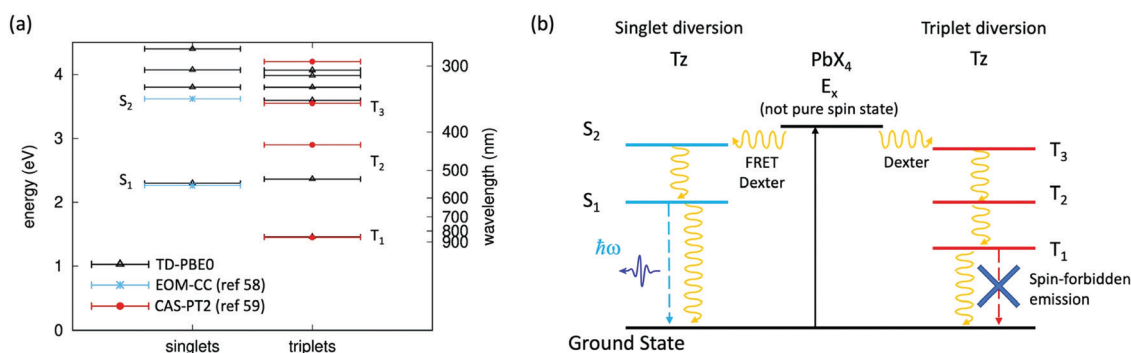 (a)
energy (eV)
4
3
2
1
0
S₂
S₁
T₃
T₂
T₁
300
400
500
600
700
800
900
wavelength (nm)
TD-PBE0
EOM-CC (ref 58)
CAS-PT2 (ref 59)
singlets
triplets
(b)
Singlet diversion
Tz
PbX₄
Eₓ
(not pure spin state)
Triplet diversion
Tz
S₂
S₁
FRET
Dexter
Dexter
T₃
T₂
T₁
ℏω
Spin-forbidden
emission
Ground State